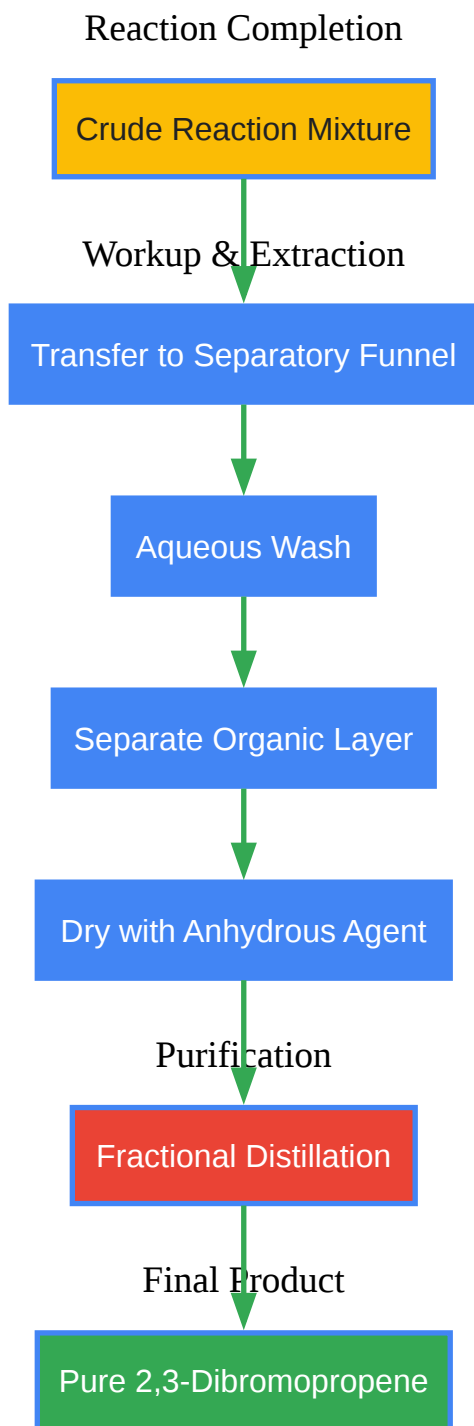 Reaction Completion
Crude Reaction Mixture
Workup & Extraction
Transfer to Separatory Funnel
Aqueous Wash
Separate Organic Layer
Dry with Anhydrous Agent
Purification
Fractional Distillation
Final Product
Pure 2,3-Dibromopropene